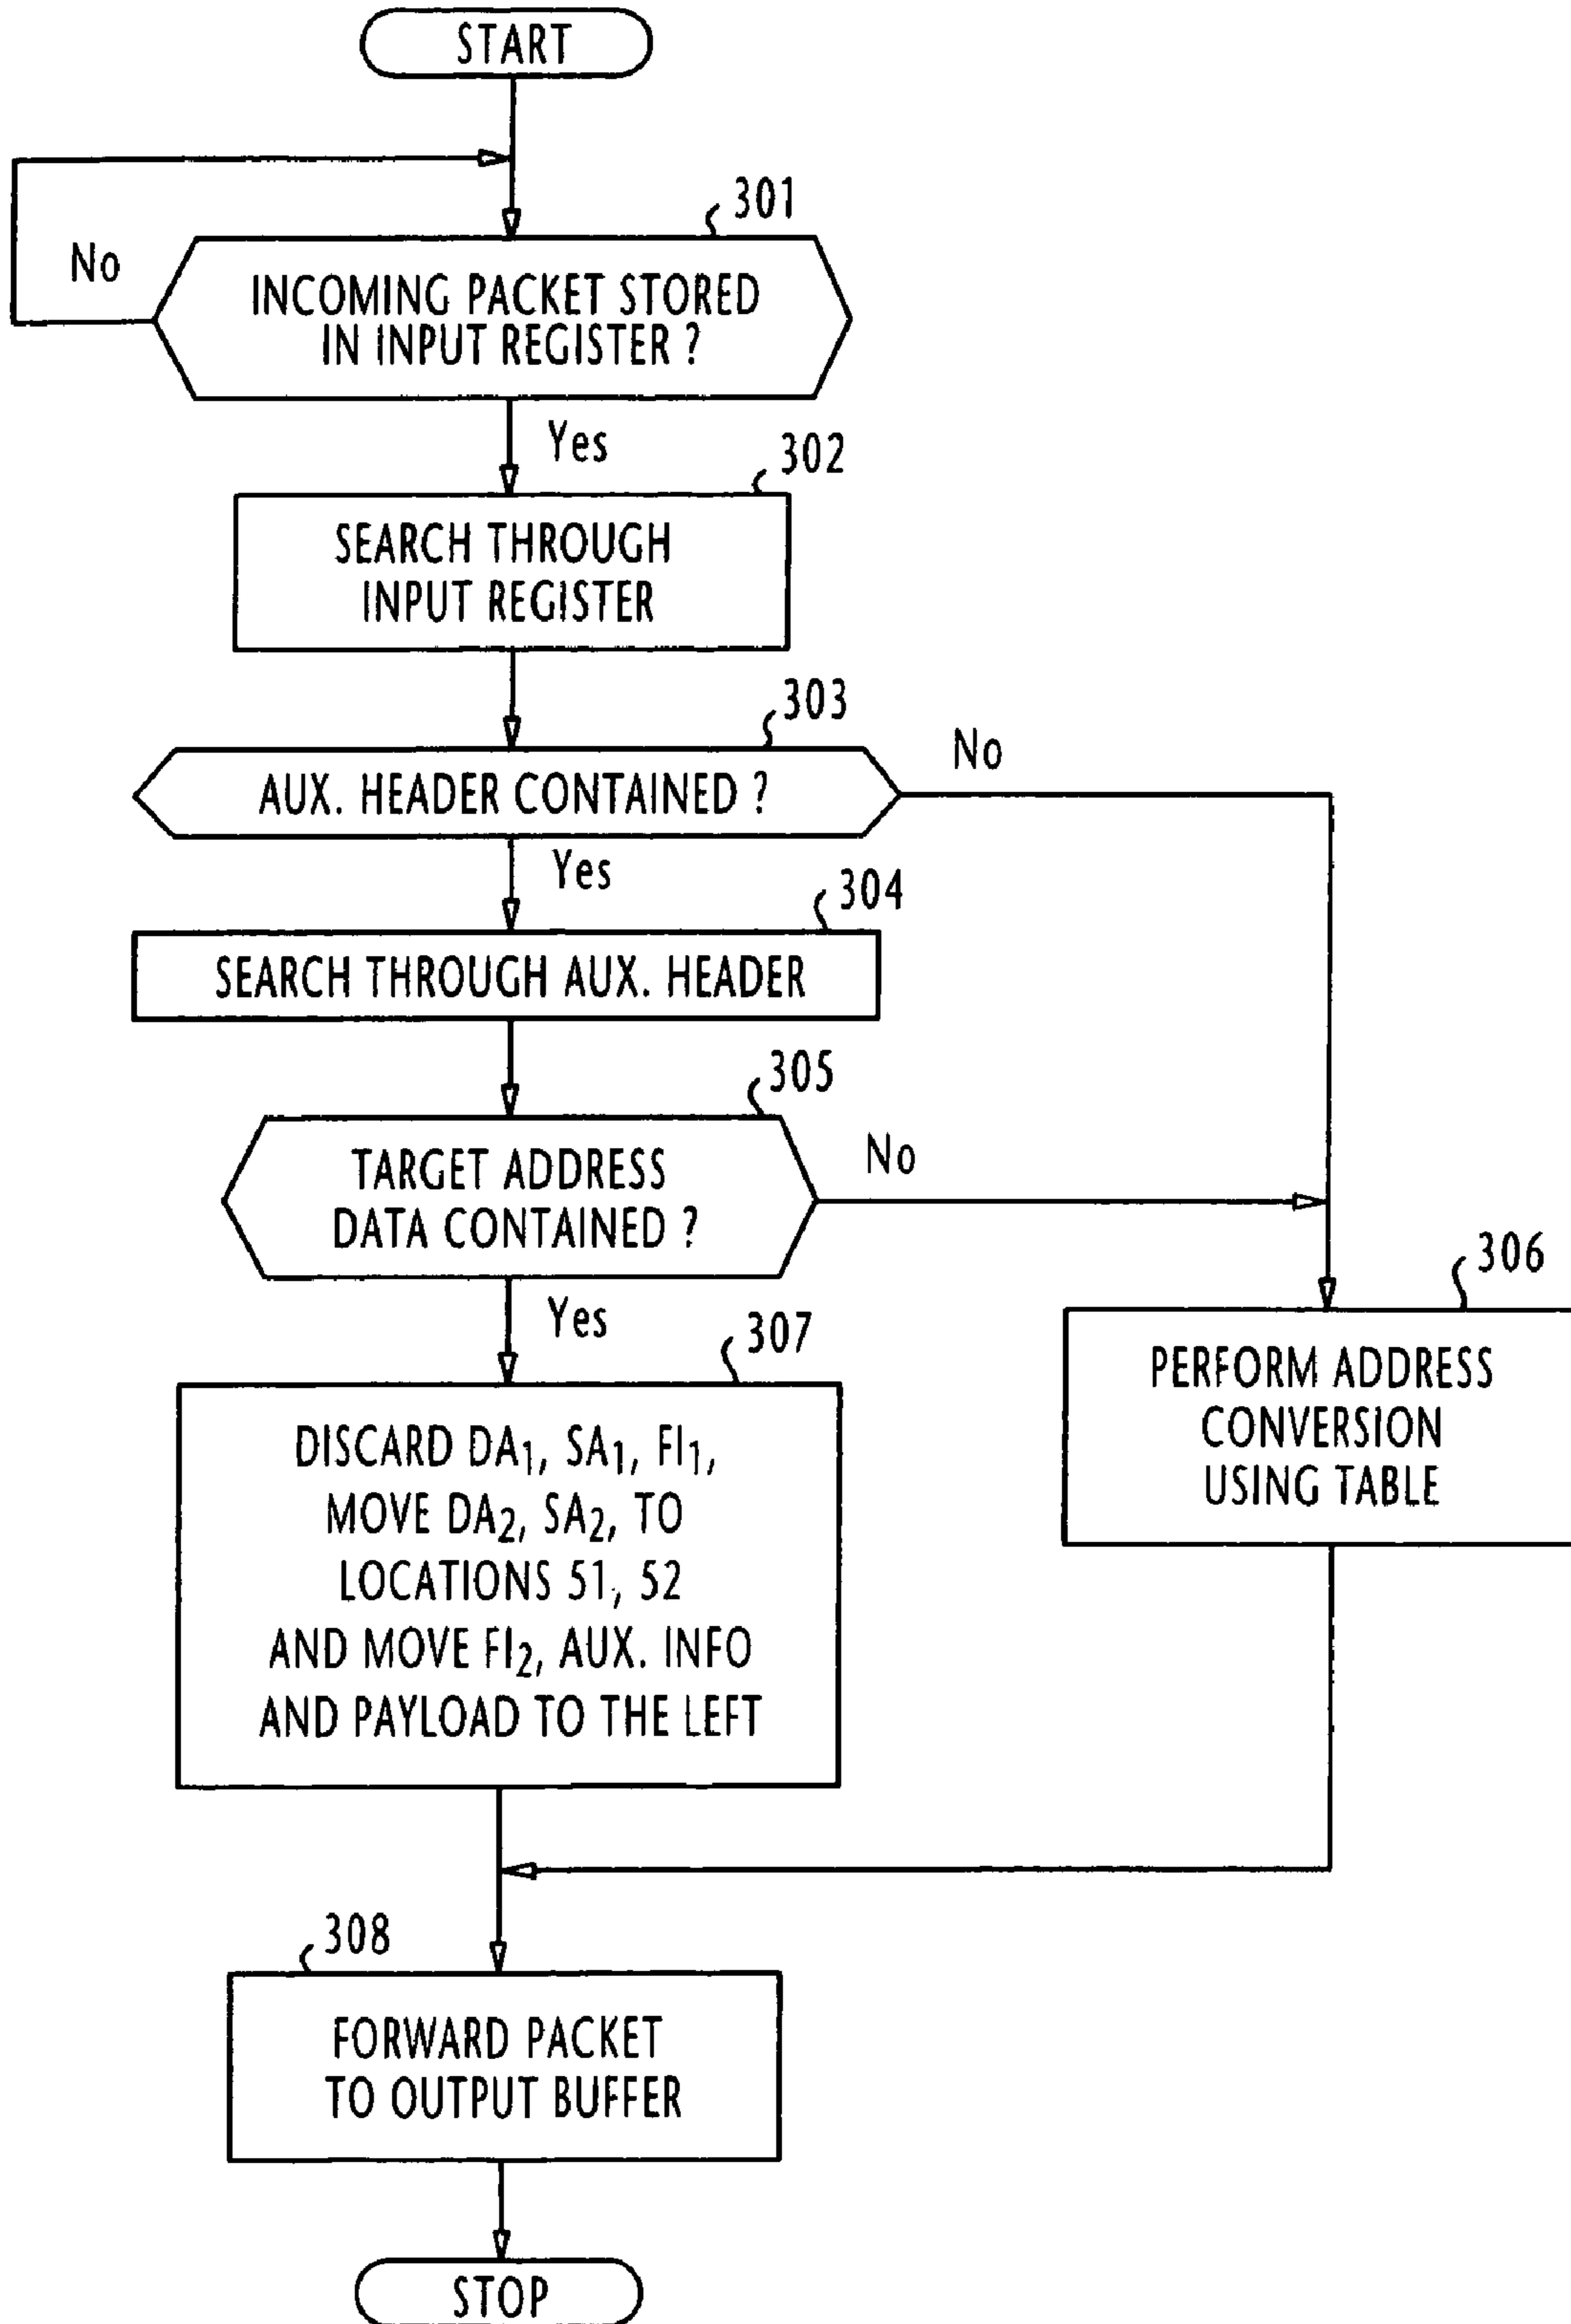 START
301
No
INCOMING PACKET STORED
IN INPUT REGISTER ?
Yes
302
SEARCH THROUGH
INPUT REGISTER
303
No
AUX. HEADER CONTAINED ?
Yes
304
SEARCH THROUGH AUX. HEADER
305
TARGET ADDRESS
DATA CONTAINED ?
No
306
Yes
307
PERFORM ADDRESS
CONVERSION
USING TABLE
DISCARD DA1, SA1, FI1,
MOVE DA2, SA2, TO
LOCATIONS 51, 52
AND MOVE FI2, AUX. INFO
AND PAYLOAD TO THE LEFT
308
FORWARD PACKET
TO OUTPUT BUFFER
STOP